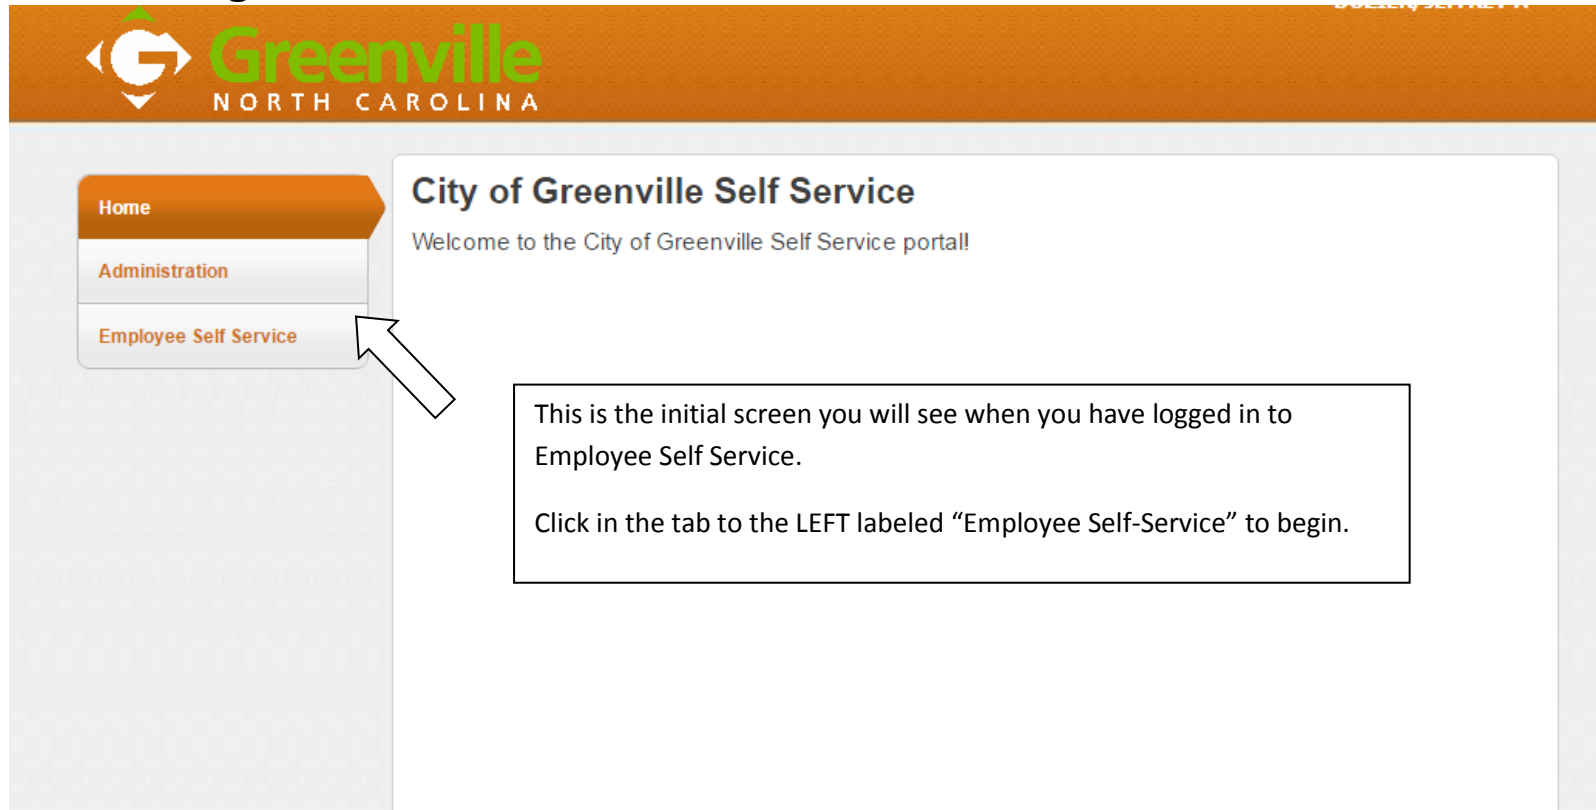 Greenville
NORTH CAROLINA
Home
Administration
Employee Self Service
City of Greenville Self Service
Welcome to the City of Greenville Self Service portal!
This is the initial screen you will see when you have logged in to
Employee Self Service.
Click in the tab to the LEFT labeled “Employee Self-Service” to begin.